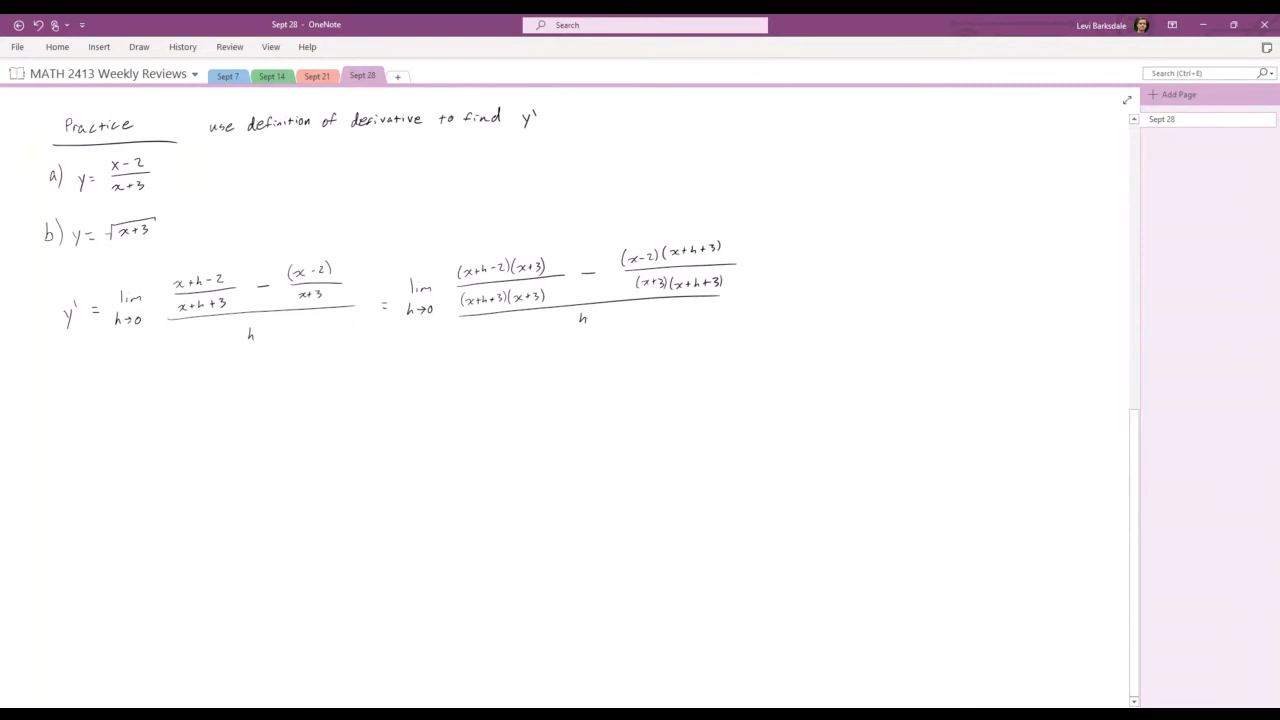 Sept 28 - OneNote
Search
Levi Barksdale
File Home Insert Draw History Review View Help
MATH 2413 Weekly Reviews
Sept 7 Sept 14 Sept 21 Sept 28 +
Search (Ctrl+E)
Add Page
Sept 28
Practice use definition of derivative to find y'
a) y = (x-2)/(x+3)
b) y = √(x+3)
y' = lim h→0 ((x+h-2)/(x+h+3) - (x-2)/(x+3))/h = lim h→0 (((x+h-2)(x+3))/((x+h+3)(x+3)) - ((x-2)(x+h+3))/((x+3)(x+h+3)))/h